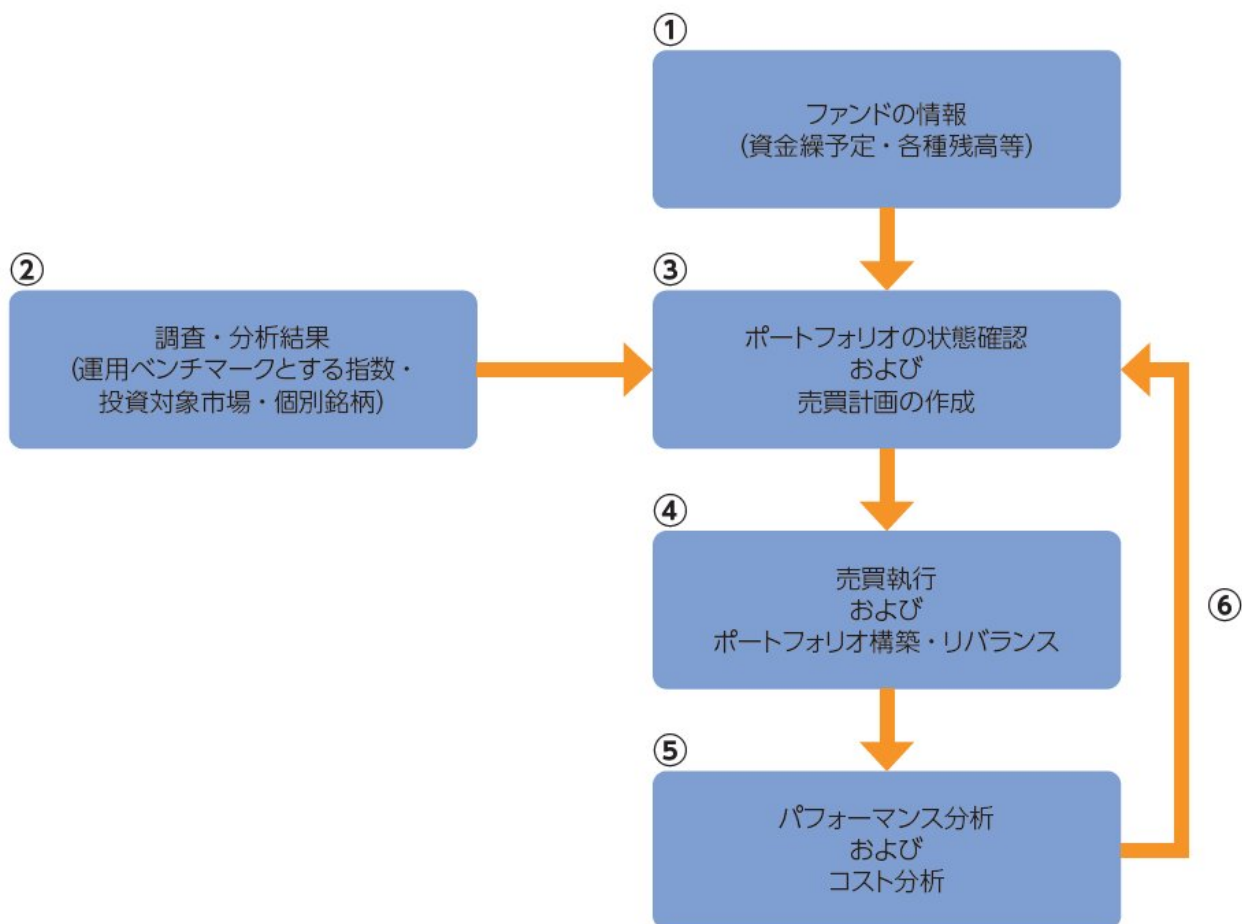 ①
ファンドの情報
(資金繰予定・各種残高等)
②
調査・分析結果
(運用ベンチマークとする指数・
投資対象市場・個別銘柄)
③
ポートフォリオの状態確認
および
売買計画の作成
④
売買執行
および
ポートフォリオ構築・リバランス
⑤
パフォーマンス分析
および
コスト分析
⑥